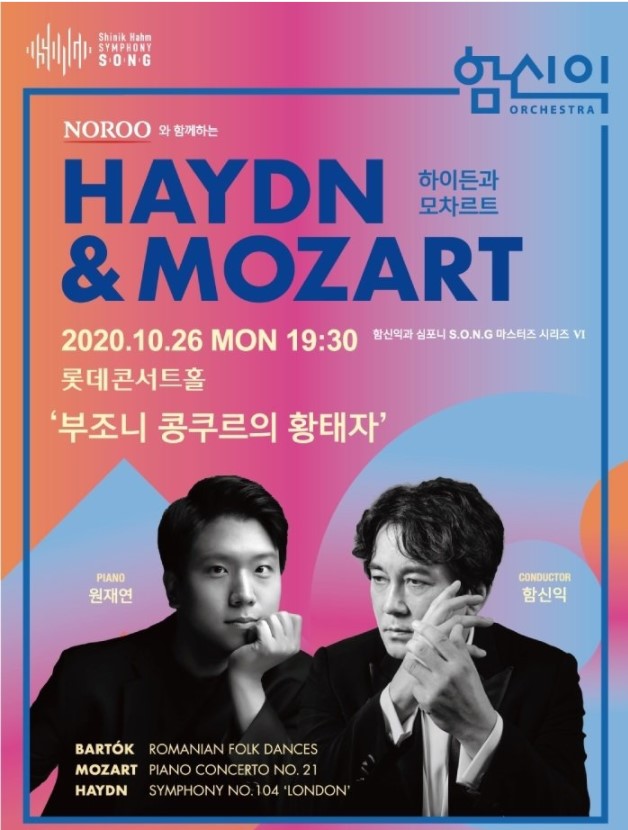 Shinik Hahm
SYMPHONY
S·O·N·G
함신익
ORCHESTRA
NOROO 와 함께하는
HAYDN
& MOZART
하이든과
모차르트
2020.10.26 MON 19:30
함신익과 심포니 S.O.N.G 마스터즈 시리즈 VI
롯데콘서트홀
‘부조니 콩쿠르의 황태자’
PIANO
원재연
CONDUCTOR
함신익
BARTÓK ROMANIAN FOLK DANCES
MOZART PIANO CONCERTO NO. 21
HAYDN SYMPHONY NO.104 ‘LONDON’